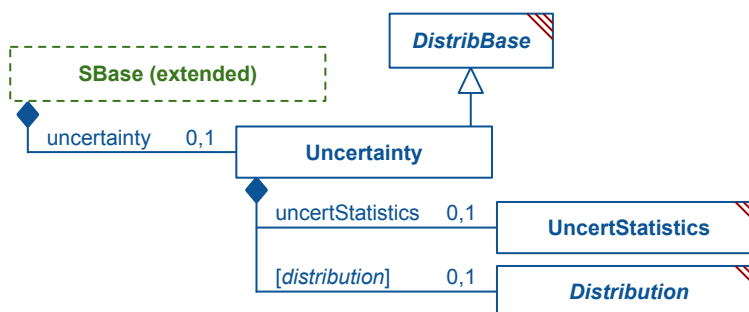 DistribBase
SBase (extended)
uncertainty 0,1
Uncertainty
uncertStatistics 0,1
UncertStatistics
[distribution] 0,1
Distribution